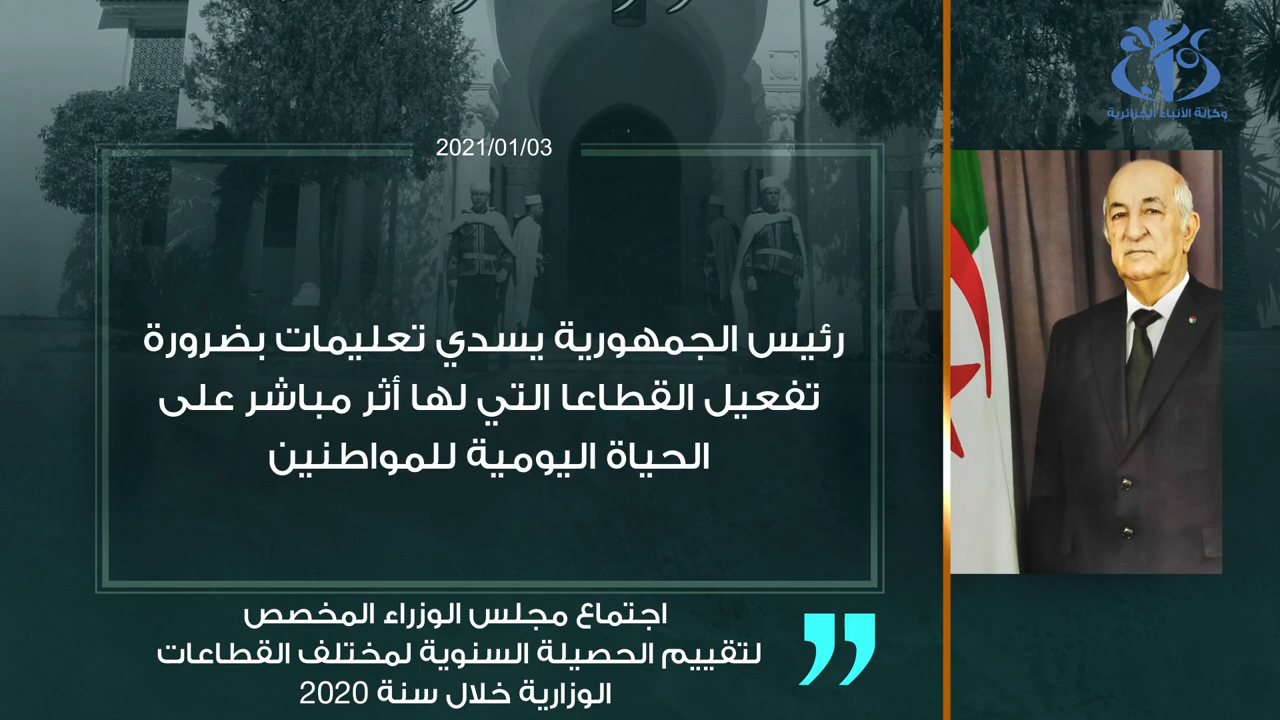 وكالة الأنباء الجزائرية
2021/01/03
رئيس الجمهورية يسدي تعليمات بضرورة
تفعيل القطاعا التي لها أثر مباشر على
الحياة اليومية للمواطنين
اجتماع مجلس الوزراء المخصص
لتقييم الحصيلة السنوية لمختلف القطاعات
الوزارية خلال سنة 2020